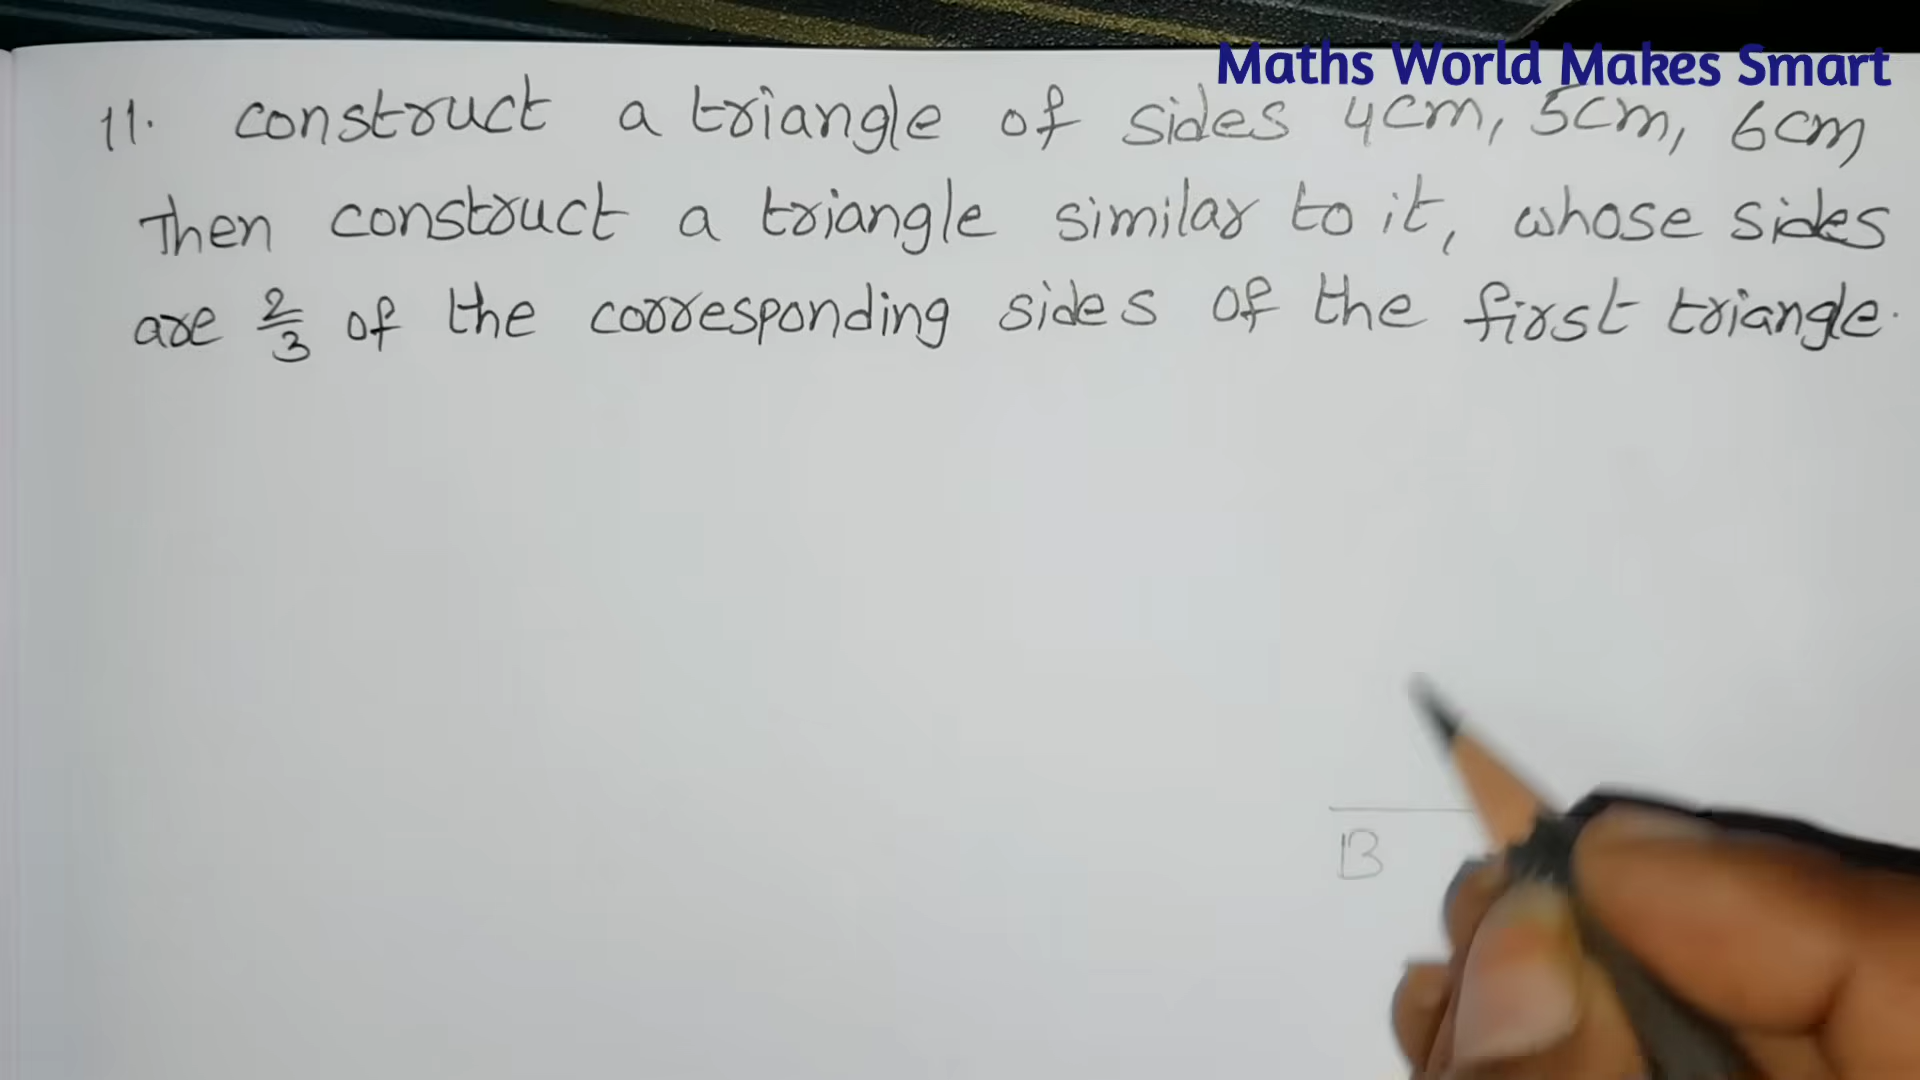 Maths World Makes Smart
11. construct a triangle of sides 4cm, 5cm, 6cm
Then construct a triangle similar to it, whose sides
are 2/3 of the corresponding sides of the first triangle.
B